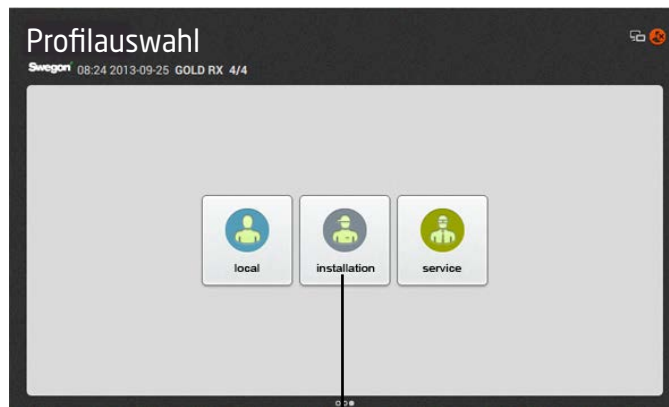 Profilauswahl
Swegon 08:24 2013-09-25 GOLD RX 4/4
local
installation
service